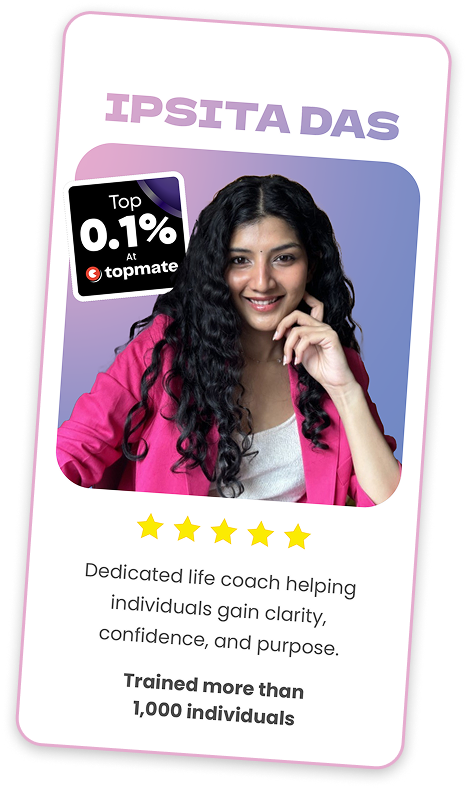 IPSITA DAS
Top
0.1%
At
topmate
Dedicated life coach helping
individuals gain clarity,
confidence, and purpose.
Trained more than
1,000 individuals